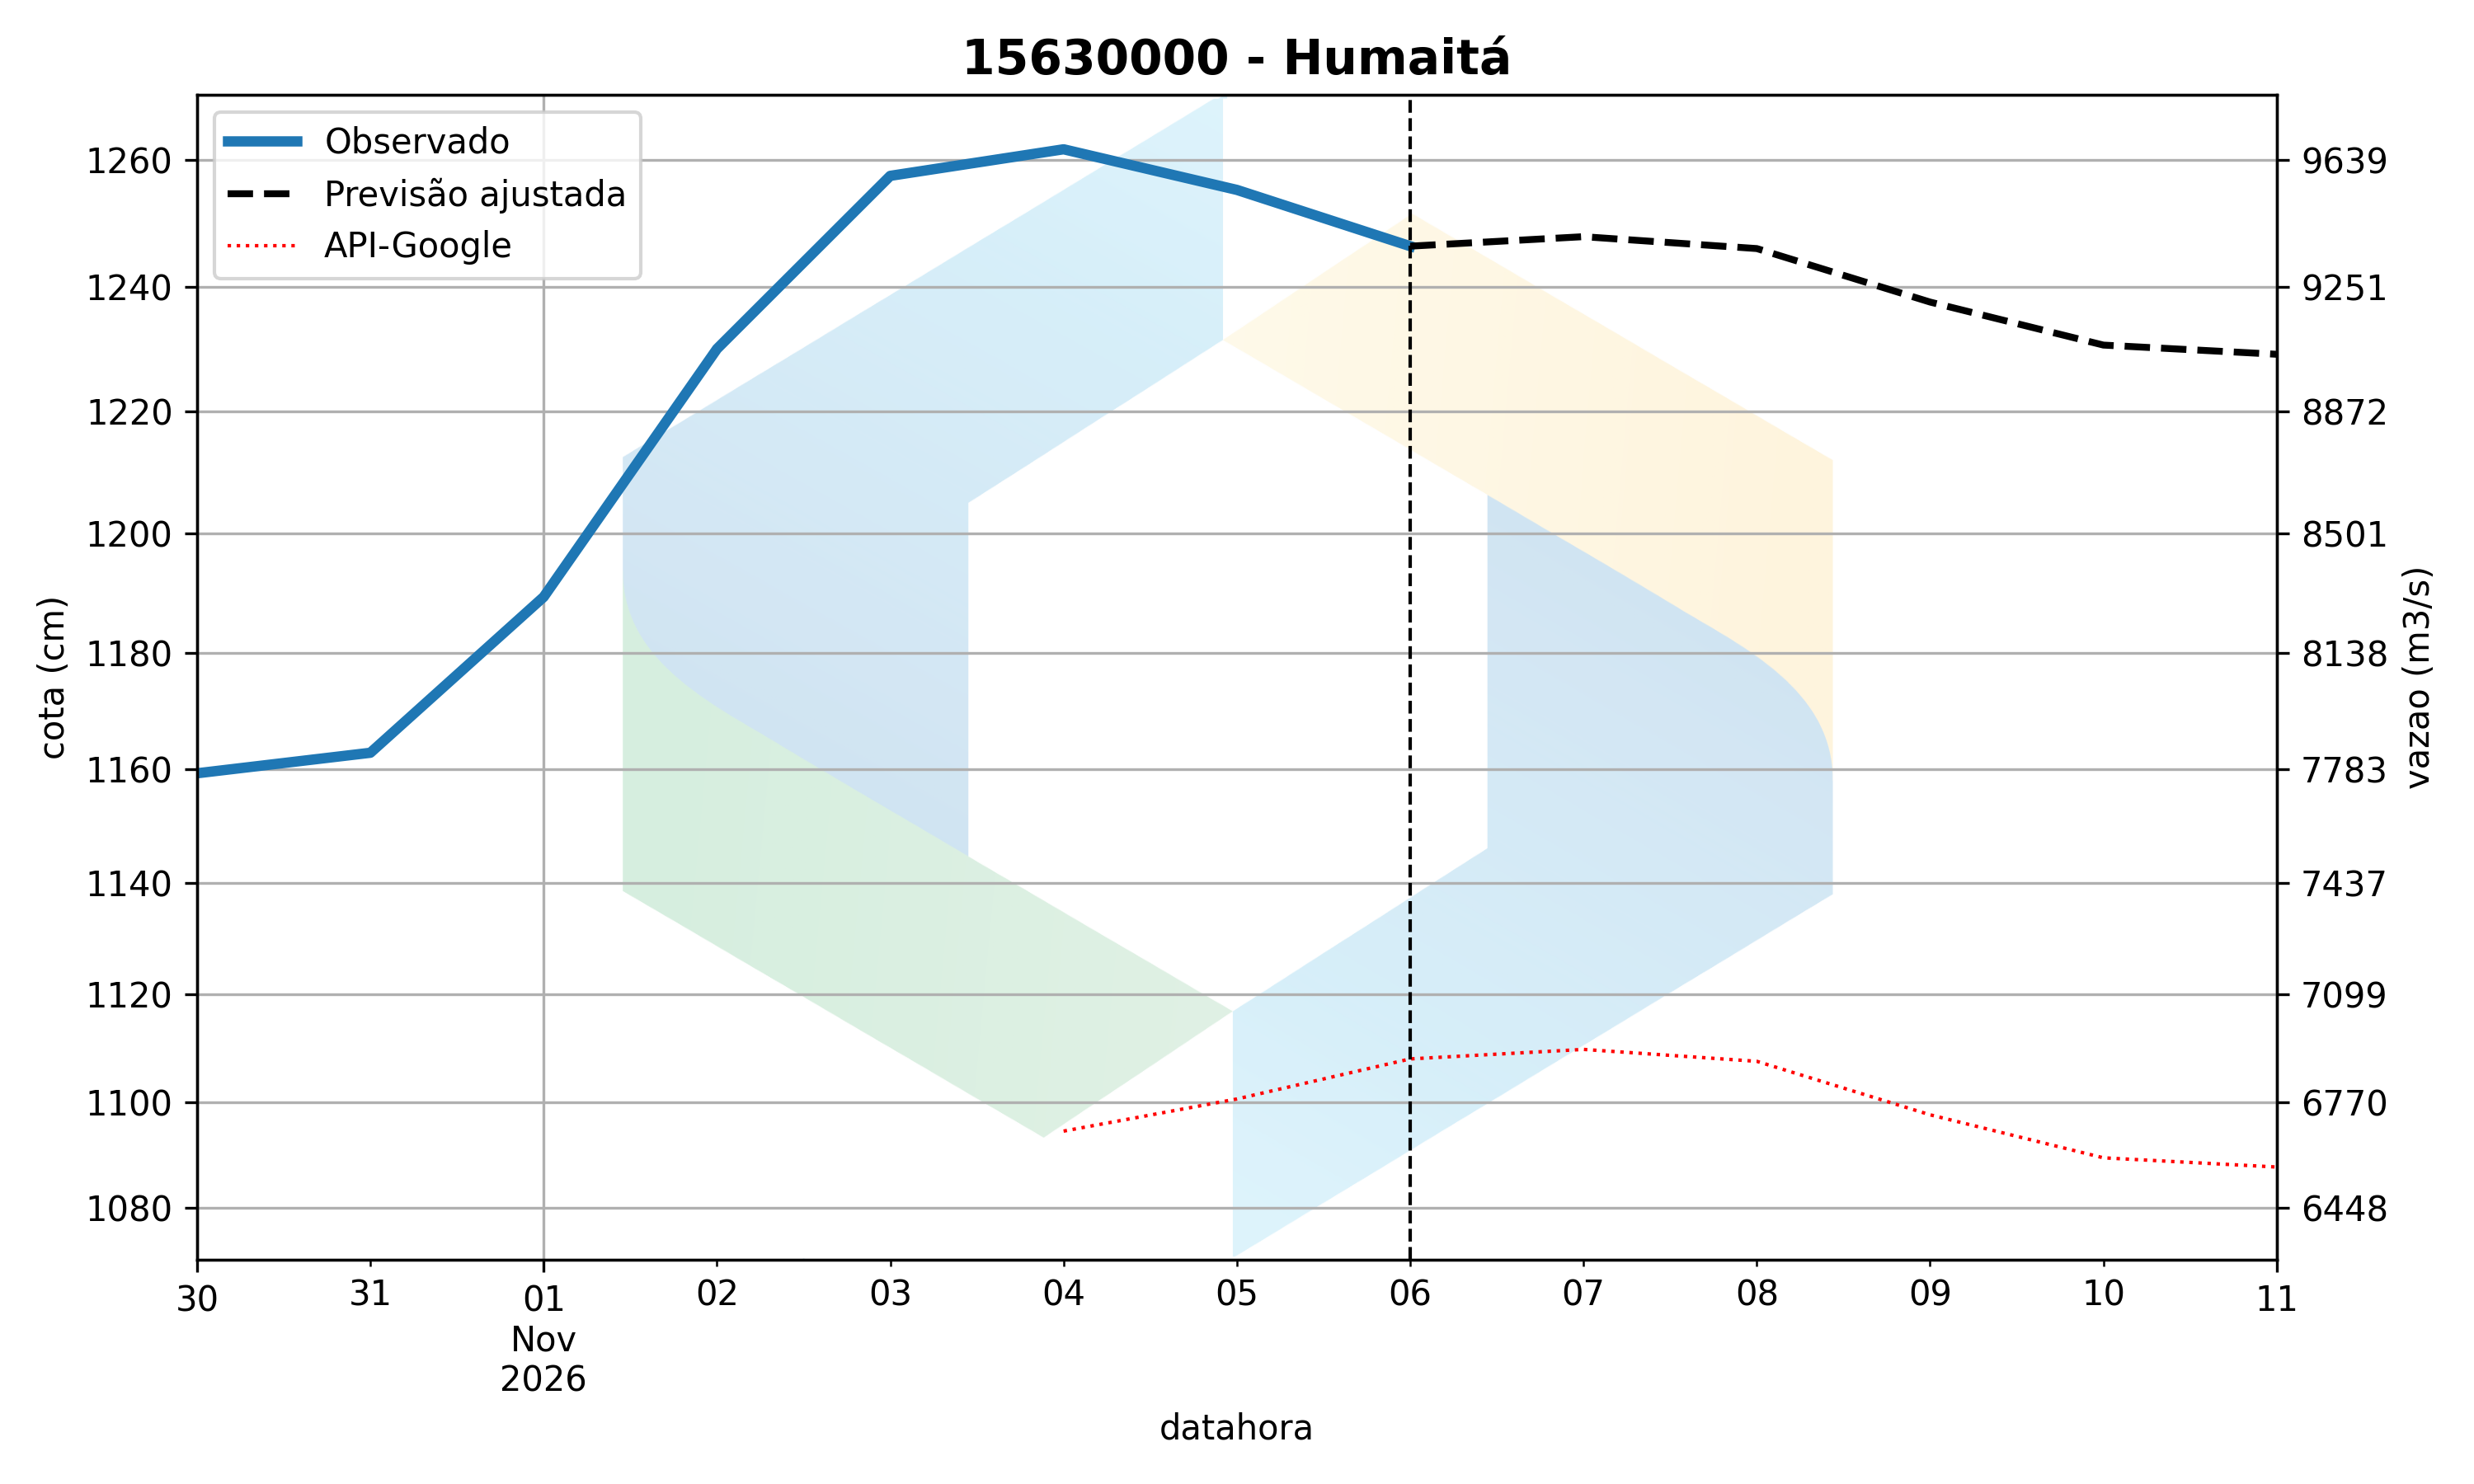 15630000 - Humaitá
Observado
Previsão ajustada
API-Google
1260
1240
1220
1200
1180
1160
1140
1120
1100
1080
cota (cm)
9639
9251
8872
8501
8138
7783
7437
7099
6770
6448
vazao (m3/s)
30 31 01 02 03 04 05 06 07 08 09 10 11
Nov
2026
datahora